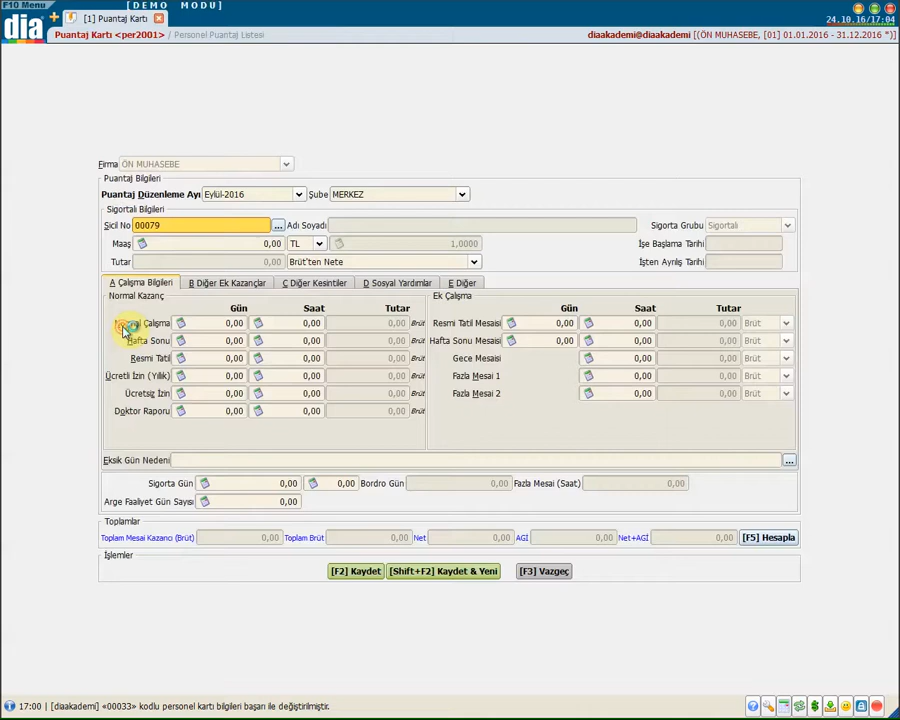 F10 Menu [DEMO MODU]
dia [1] Puantaj Kartı 24.10.16/17:04
Puantaj Kartı <per2001> / Personel Puantaj Listesi diaakademi@diaakademi [(ÖN MUHASEBE, [01] 01.01.2016 - 31.12.2016 *)]
Firma ÖN MUHASEBE
Puantaj Bilgileri
Puantaj Düzenleme Ayı Eylül-2016 Şube MERKEZ
Sigortalı Bilgileri
Sicil No 00079 ... Adı Soyadı Sigorta Grubu Sigortalı
Maaş 0,00 TL 1,0000 İşe Başlama Tarihi
Tutar 0,00 Brüt'ten Nete İşten Ayrılış Tarihi
A Çalışma Bilgileri B Diğer Ek Kazançlar C Diğer Kesintiler D Sosyal Yardımlar E Diğer
Normal Kazanç Ek Çalışma
Gün Saat Tutar Gün Saat Tutar
Çalışma 0,00 0,00 0,00 Brüt Resmi Tatil Mesaisi 0,00 0,00 0,00 Brüt
Hafta Sonu 0,00 0,00 0,00 Brüt Hafta Sonu Mesaisi 0,00 0,00 0,00 Brüt
Resmi Tatil 0,00 0,00 0,00 Brüt Gece Mesaisi 0,00 0,00 Brüt
Ücretli İzin (Yıllık) 0,00 0,00 0,00 Brüt Fazla Mesai 1 0,00 0,00 Brüt
Ücretsiz İzin 0,00 0,00 0,00 Brüt Fazla Mesai 2 0,00 0,00 Brüt
Doktor Raporu 0,00 0,00 0,00 Brüt
Eksik Gün Nedeni ...
Sigorta Gün 0,00 0,00 Bordro Gün 0,00 Fazla Mesai (Saat) 0,00
Arge Faaliyet Gün Sayısı 0,00
Toplamlar
Toplam Mesai Kazancı (Brüt) 0,00 Toplam Brüt 0,00 Net 0,00 AGİ 0,00 Net+AGİ 0,00 [F5] Hesapla
İşlemler
[F2] Kaydet [Shift+F2] Kaydet & Yeni [F3] Vazgeç
17:00 | [diaakademi] «00033» kodlu personel kartı bilgileri başarı ile değiştirilmiştir.